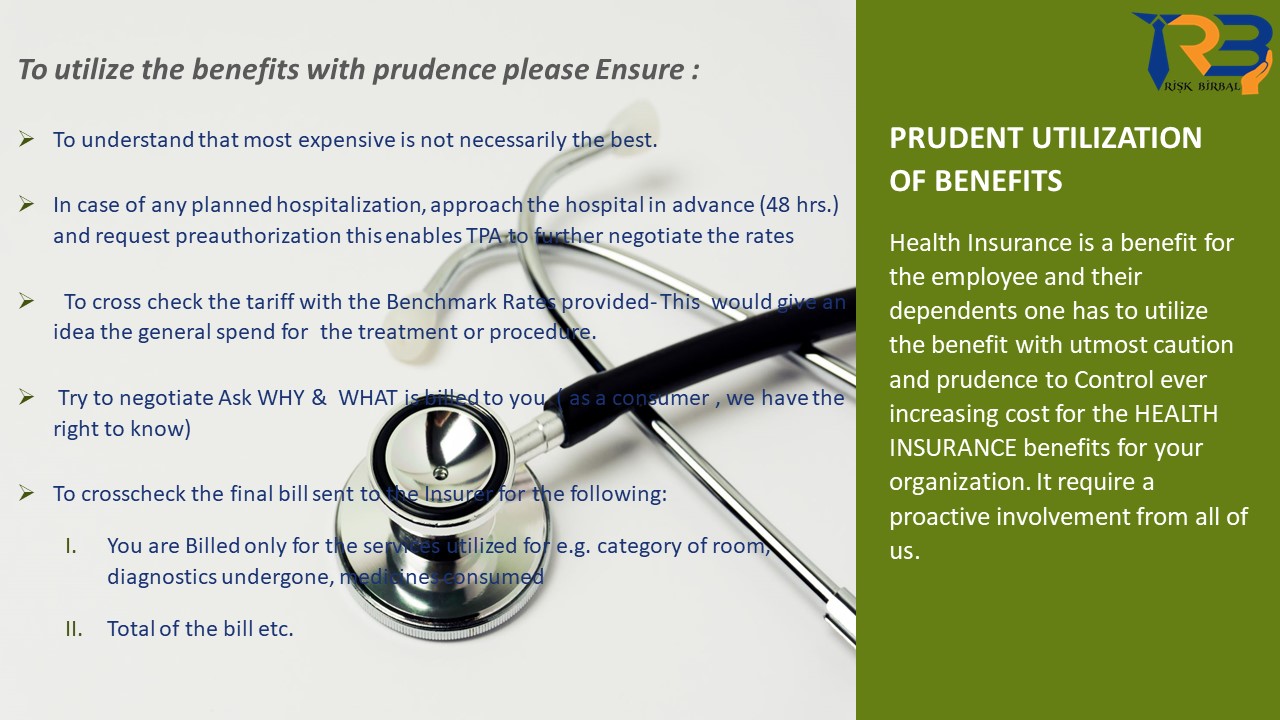 To utilize the benefits with prudence please Ensure :
To understand that most expensive is not necessarily the best.
In case of any planned hospitalization, approach the hospital in advance (48 hrs.)
and request preauthorization this enables TPA to further negotiate the rates
To cross check the tariff with the Benchmark Rates provided- This would give an
idea the general spend for the treatment or procedure.
Try to negotiate Ask WHY & WHAT is billed to you. ( as a consumer , we have the
right to know)
To crosscheck the final bill sent to the Insurer for the following:
I. You are Billed only for the services utilized for e.g. category of room,
diagnostics undergone, medicines consumed
II. Total of the bill etc.
RB
RISK BIRBAL
PRUDENT UTILIZATION
OF BENEFITS
Health Insurance is a benefit for
the employee and their
dependents one has to utilize
the benefit with utmost caution
and prudence to Control ever
increasing cost for the HEALTH
INSURANCE benefits for your
organization. It require a
proactive involvement from all of
us.